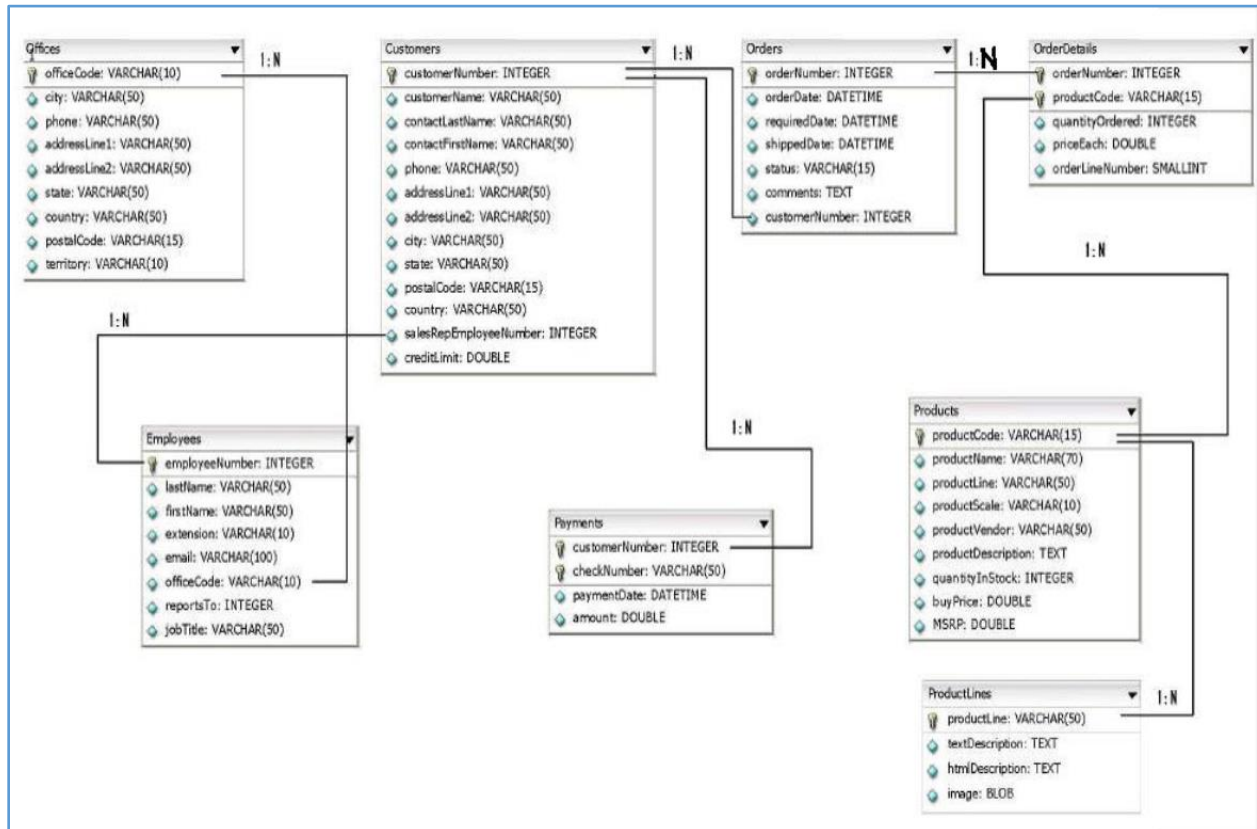 Offices
officeCode: VARCHAR(10)
city: VARCHAR(50)
phone: VARCHAR(50)
addressLine1: VARCHAR(50)
addressLine2: VARCHAR(50)
state: VARCHAR(50)
country: VARCHAR(50)
postalCode: VARCHAR(15)
territory: VARCHAR(10)
1:N
Customers
customerNumber: INTEGER
customerName: VARCHAR(50)
contactLastName: VARCHAR(50)
contactFirstName: VARCHAR(50)
phone: VARCHAR(50)
addressLine1: VARCHAR(50)
addressLine2: VARCHAR(50)
city: VARCHAR(50)
state: VARCHAR(50)
postalCode: VARCHAR(15)
country: VARCHAR(50)
salesRepEmployeeNumber: INTEGER
creditLimit: DOUBLE
1:N
Orders
orderNumber: INTEGER
orderDate: DATETIME
requiredDate: DATETIME
shippedDate: DATETIME
status: VARCHAR(15)
comments: TEXT
customerNumber: INTEGER
1:N
OrderDetails
orderNumber: INTEGER
productCode: VARCHAR(15)
quantityOrdered: INTEGER
priceEach: DOUBLE
orderLineNumber: SMALLINT
1:N
1:N
Employees
employeeNumber: INTEGER
lastName: VARCHAR(50)
firstName: VARCHAR(50)
extension: VARCHAR(10)
email: VARCHAR(100)
officeCode: VARCHAR(10)
reportsTo: INTEGER
jobTitle: VARCHAR(50)
1:N
Payments
customerNumber: INTEGER
checkNumber: VARCHAR(50)
paymentDate: DATETIME
amount: DOUBLE
Products
productCode: VARCHAR(15)
productName: VARCHAR(70)
productLine: VARCHAR(50)
productScale: VARCHAR(10)
productVendor: VARCHAR(50)
productDescription: TEXT
quantityInStock: INTEGER
buyPrice: DOUBLE
MSRP: DOUBLE
1:N
ProductLines
productLine: VARCHAR(50)
textDescription: TEXT
htmlDescription: TEXT
image: BLOB